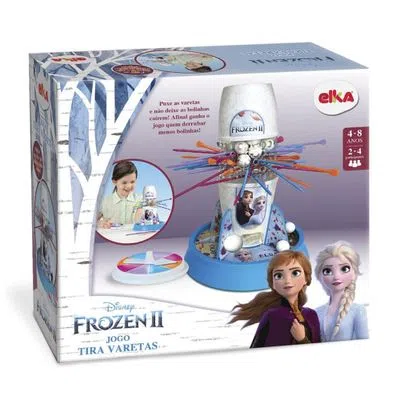 Puxe as varetas
e não deixe as bolinhas
caírem! Afinal ganha o
jogo quem derrubar
menos bolinhas!
elka
4-8
ANOS
2-4
FROZEN II
Disney
FROZEN II
JOGO
TIRA VARETAS